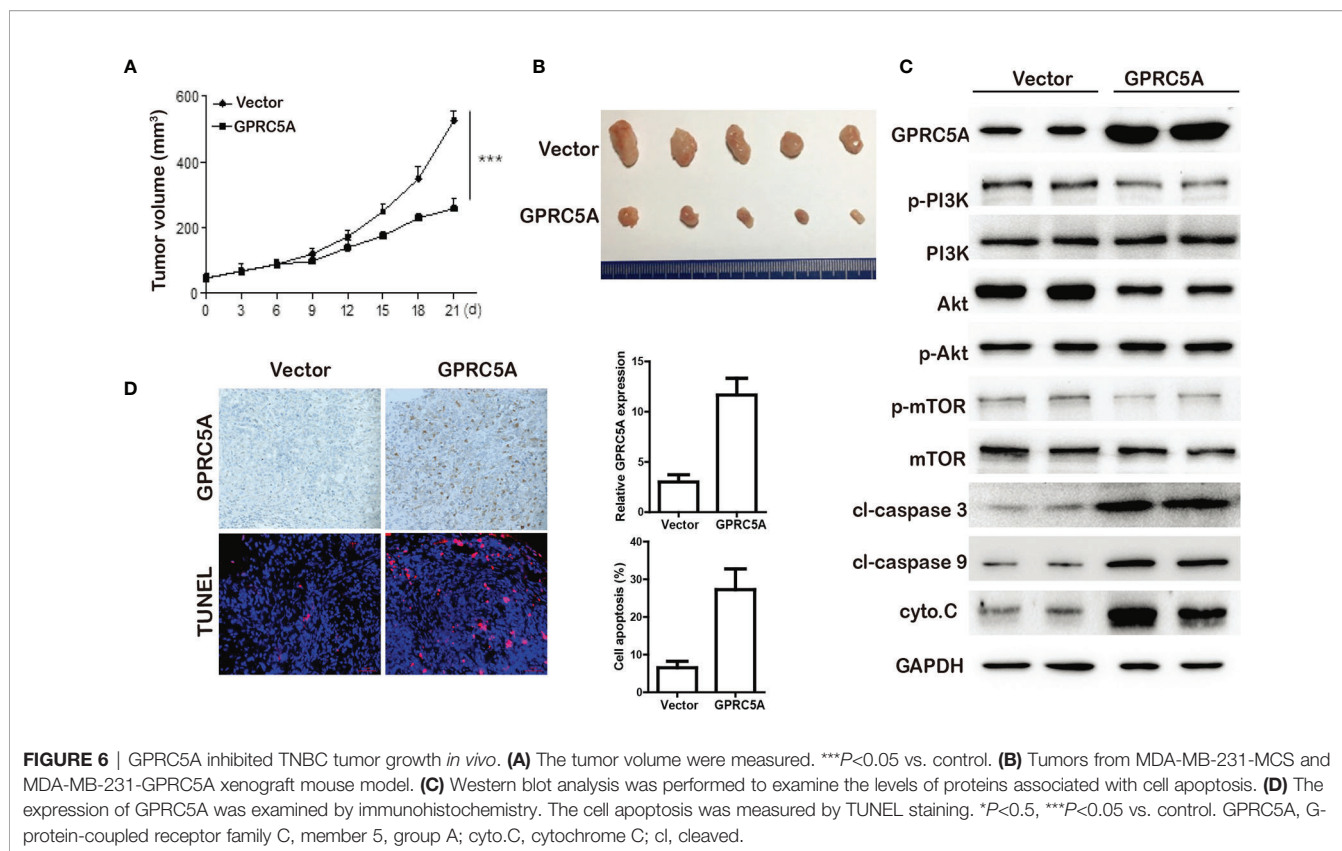 A
Tumor volume (mm³)
600
400
200
0
Vector
GPRC5A
***
0 3 6 9 12 15 18 21 (d)
B
Vector
GPRC5A
C
Vector GPRC5A
GPRC5A
p-PI3K
PI3K
Akt
p-Akt
p-mTOR
mTOR
cl-caspase 3
cl-caspase 9
cyto.C
GAPDH
D
Vector GPRC5A
GPRC5A
TUNEL
Relative GPRC5A expression
15
10
5
0
Vector GPRC5A
Cell apoptosis (%)
40
30
20
10
0
Vector GPRC5A
FIGURE 6 | GPRC5A inhibited TNBC tumor growth in vivo. (A) The tumor volume were measured. ***P<0.05 vs. control. (B) Tumors from MDA-MB-231-MCS and
MDA-MB-231-GPRC5A xenograft mouse model. (C) Western blot analysis was performed to examine the levels of proteins associated with cell apoptosis. (D) The
expression of GPRC5A was examined by immunohistochemistry. The cell apoptosis was measured by TUNEL staining. *P<0.5, ***P<0.05 vs. control. GPRC5A, G-
protein-coupled receptor family C, member 5, group A; cyto.C, cytochrome C; cl, cleaved.